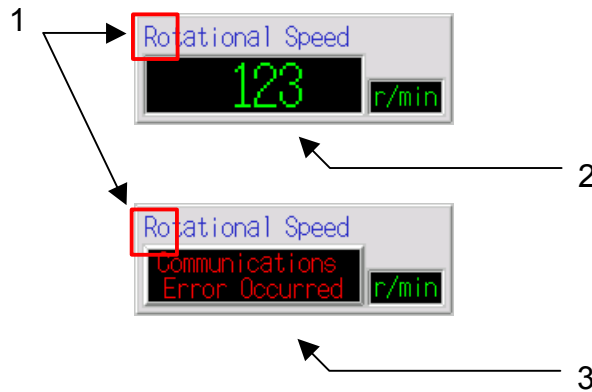 1
Rotational Speed
123
r/min
2
Rotational Speed
Communications
Error Occurred
r/min
3